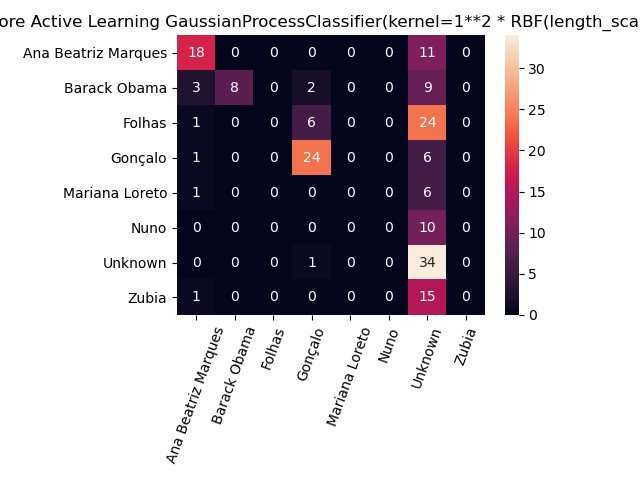 ore Active Learning GaussianProcessClassifier(kernel=1**2 * RBF(length_sca
Ana Beatriz Marques 18 0 0 0 0 0 11 0
Barack Obama 3 8 0 2 0 0 9 0
Folhas 1 0 0 6 0 0 24 0
Gonçalo 1 0 0 24 0 0 6 0
Mariana Loreto 1 0 0 0 0 0 6 0
Nuno 0 0 0 0 0 0 10 0
Unknown 0 0 0 1 0 0 34 0
Zubia 1 0 0 0 0 0 15 0
Ana Beatriz Marques
Barack Obama
Folhas
Gonçalo
Mariana Loreto
Nuno
Unknown
Zubia
30
25
20
15
10
5
0